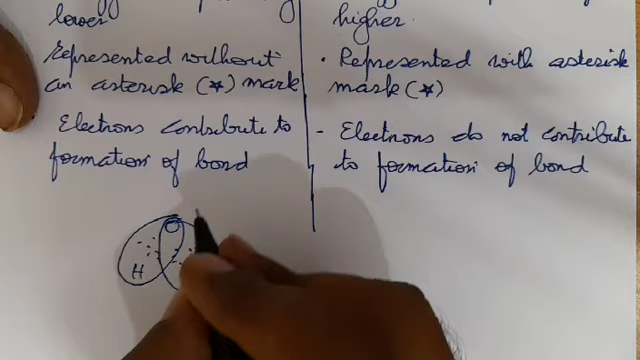 lower
higher.
Represented without
an asterisk (*) mark
Electrons contribute to
formation of bond
• Represented with asterisk
mark (*)
- Electrons do not contribute
to formation of bond
H